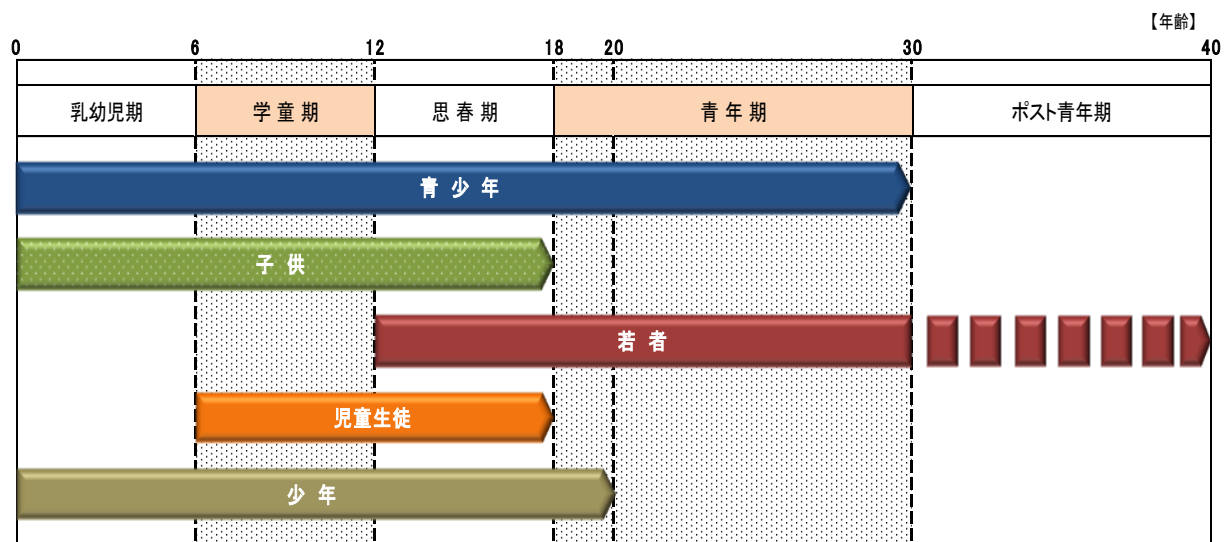 【年齢】
0 6 12 18 20 30 40
乳幼児期 学童期 思春期 青年期 ポスト青年期
青少年
子供
若者
児童生徒
少年